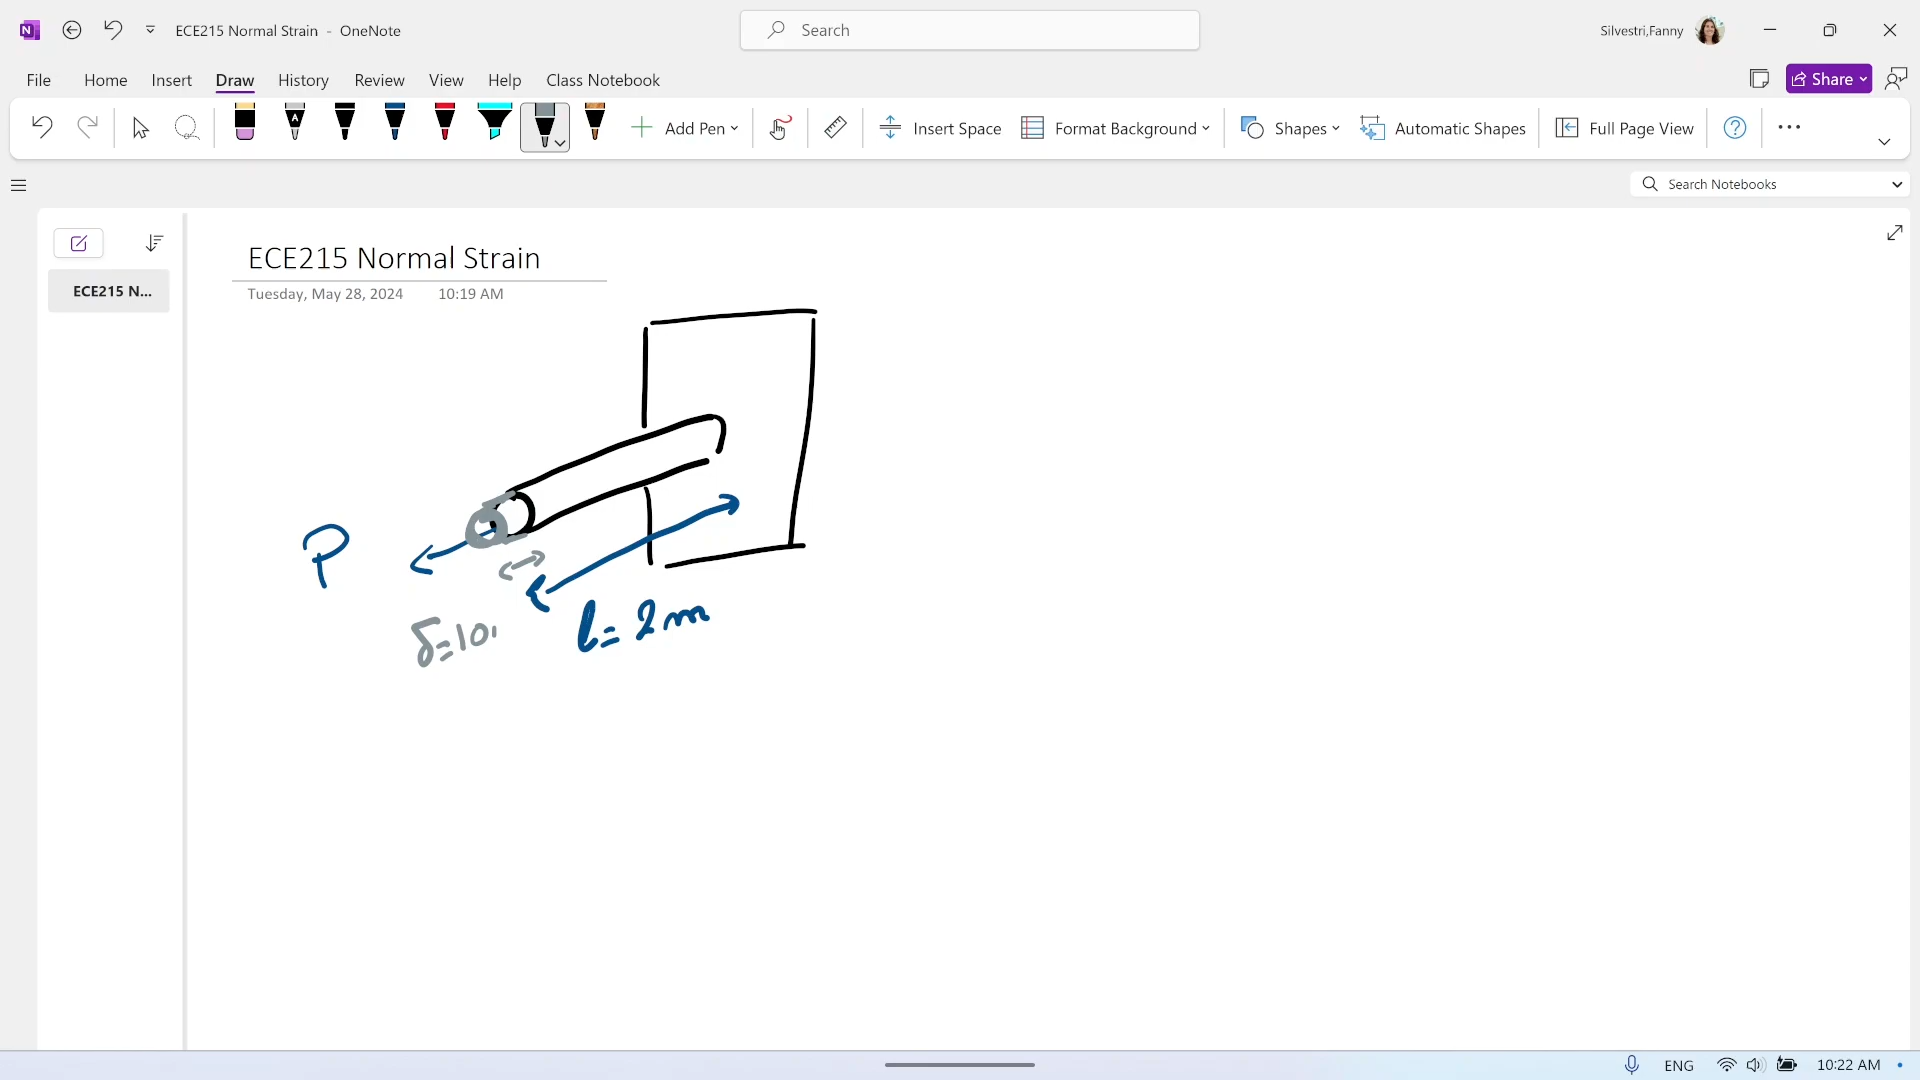 ECE215 Normal Strain - OneNote
Search
Silvestri,Fanny
File Home Insert Draw History Review View Help Class Notebook
Share
A
Add Pen
Insert Space
Format Background
Shapes
Automatic Shapes
Full Page View
Search Notebooks
ECE215 N...
ECE215 Normal Strain
Tuesday, May 28, 2024 10:19 AM
P
δ=10
l= 2m
ENG
10:22 AM